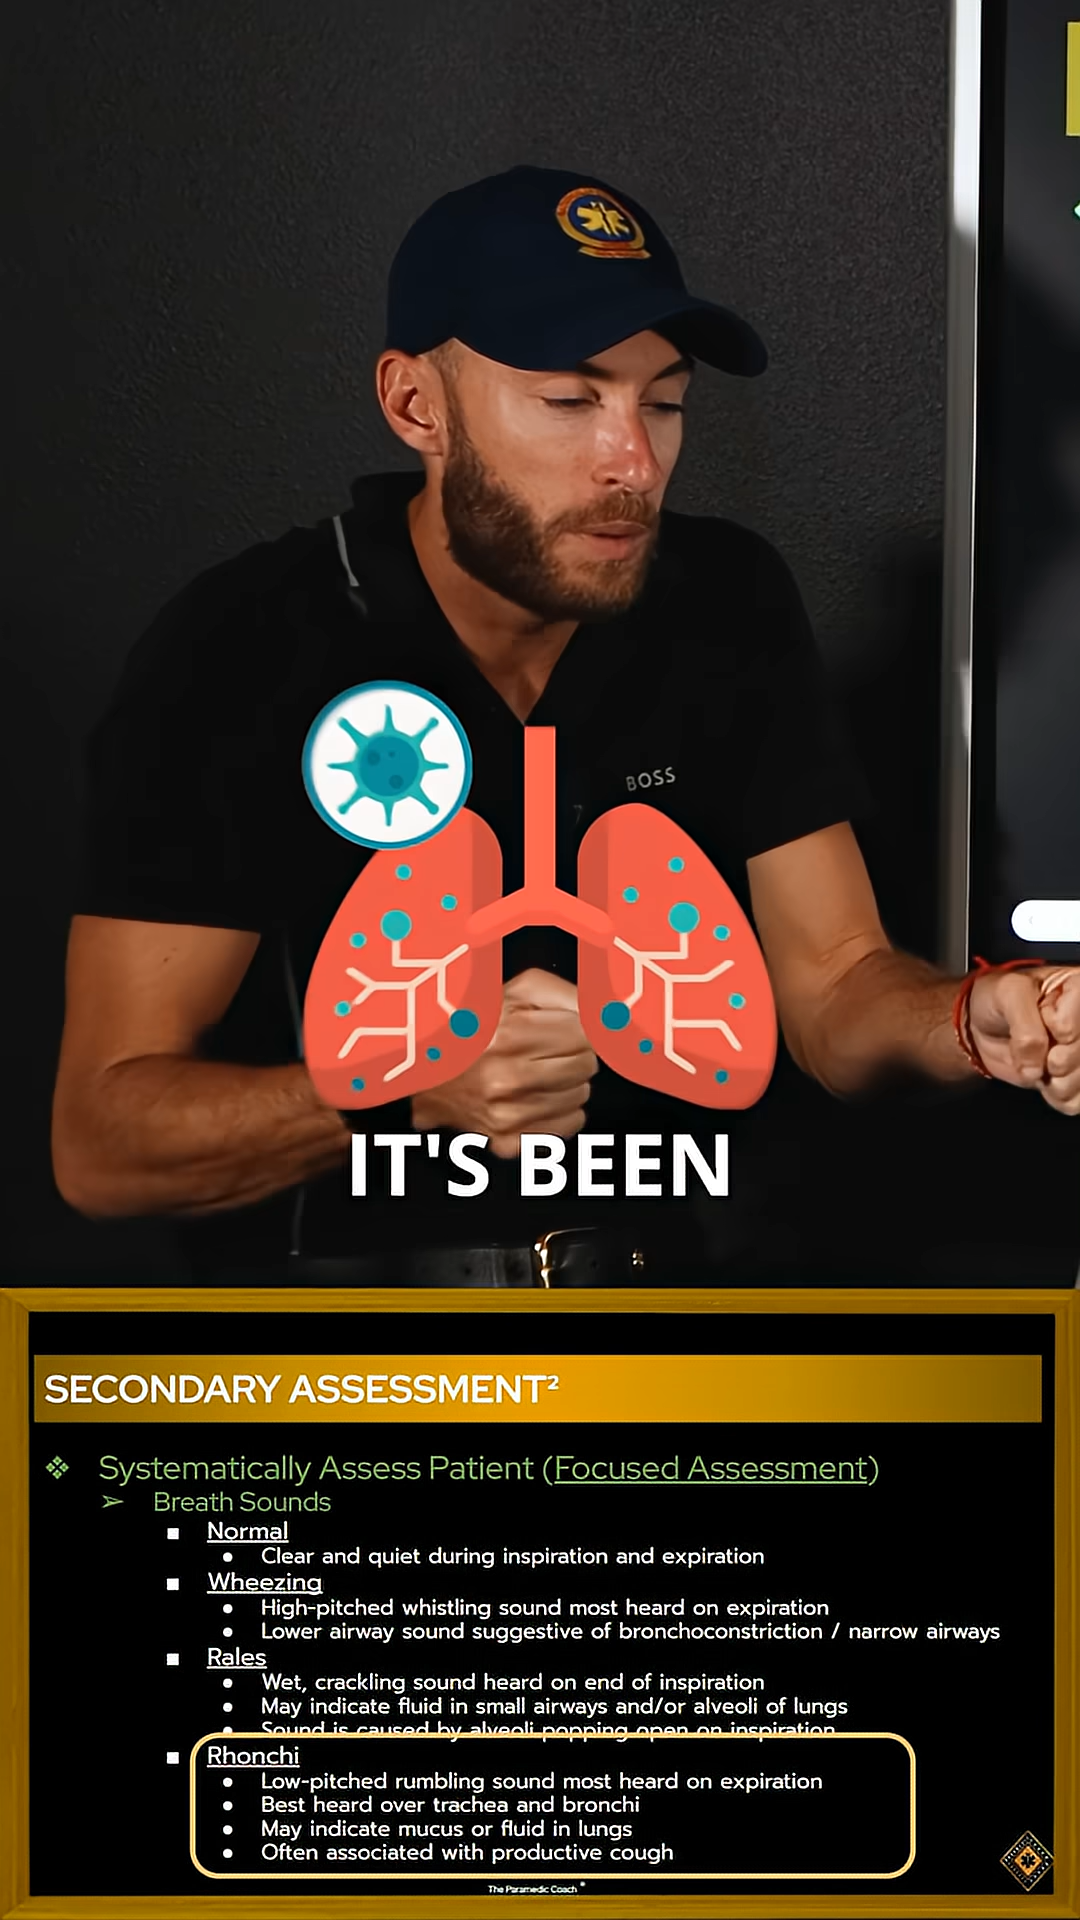 BOSS
IT'S BEEN
SECONDARY ASSESSMENT²
❖ Systematically Assess Patient (Focused Assessment)
➢ Breath Sounds
■ Normal
● Clear and quiet during inspiration and expiration
■ Wheezing
● High-pitched whistling sound most heard on expiration
● Lower airway sound suggestive of bronchoconstriction / narrow airways
■ Rales
● Wet, crackling sound heard on end of inspiration
● May indicate fluid in small airways and/or alveoli of lungs
● Sound is caused by alveoli popping open on inspiration
■ Rhonchi
● Low-pitched rumbling sound most heard on expiration
● Best heard over trachea and bronchi
● May indicate mucus or fluid in lungs
● Often associated with productive cough
The Paramedic Coach